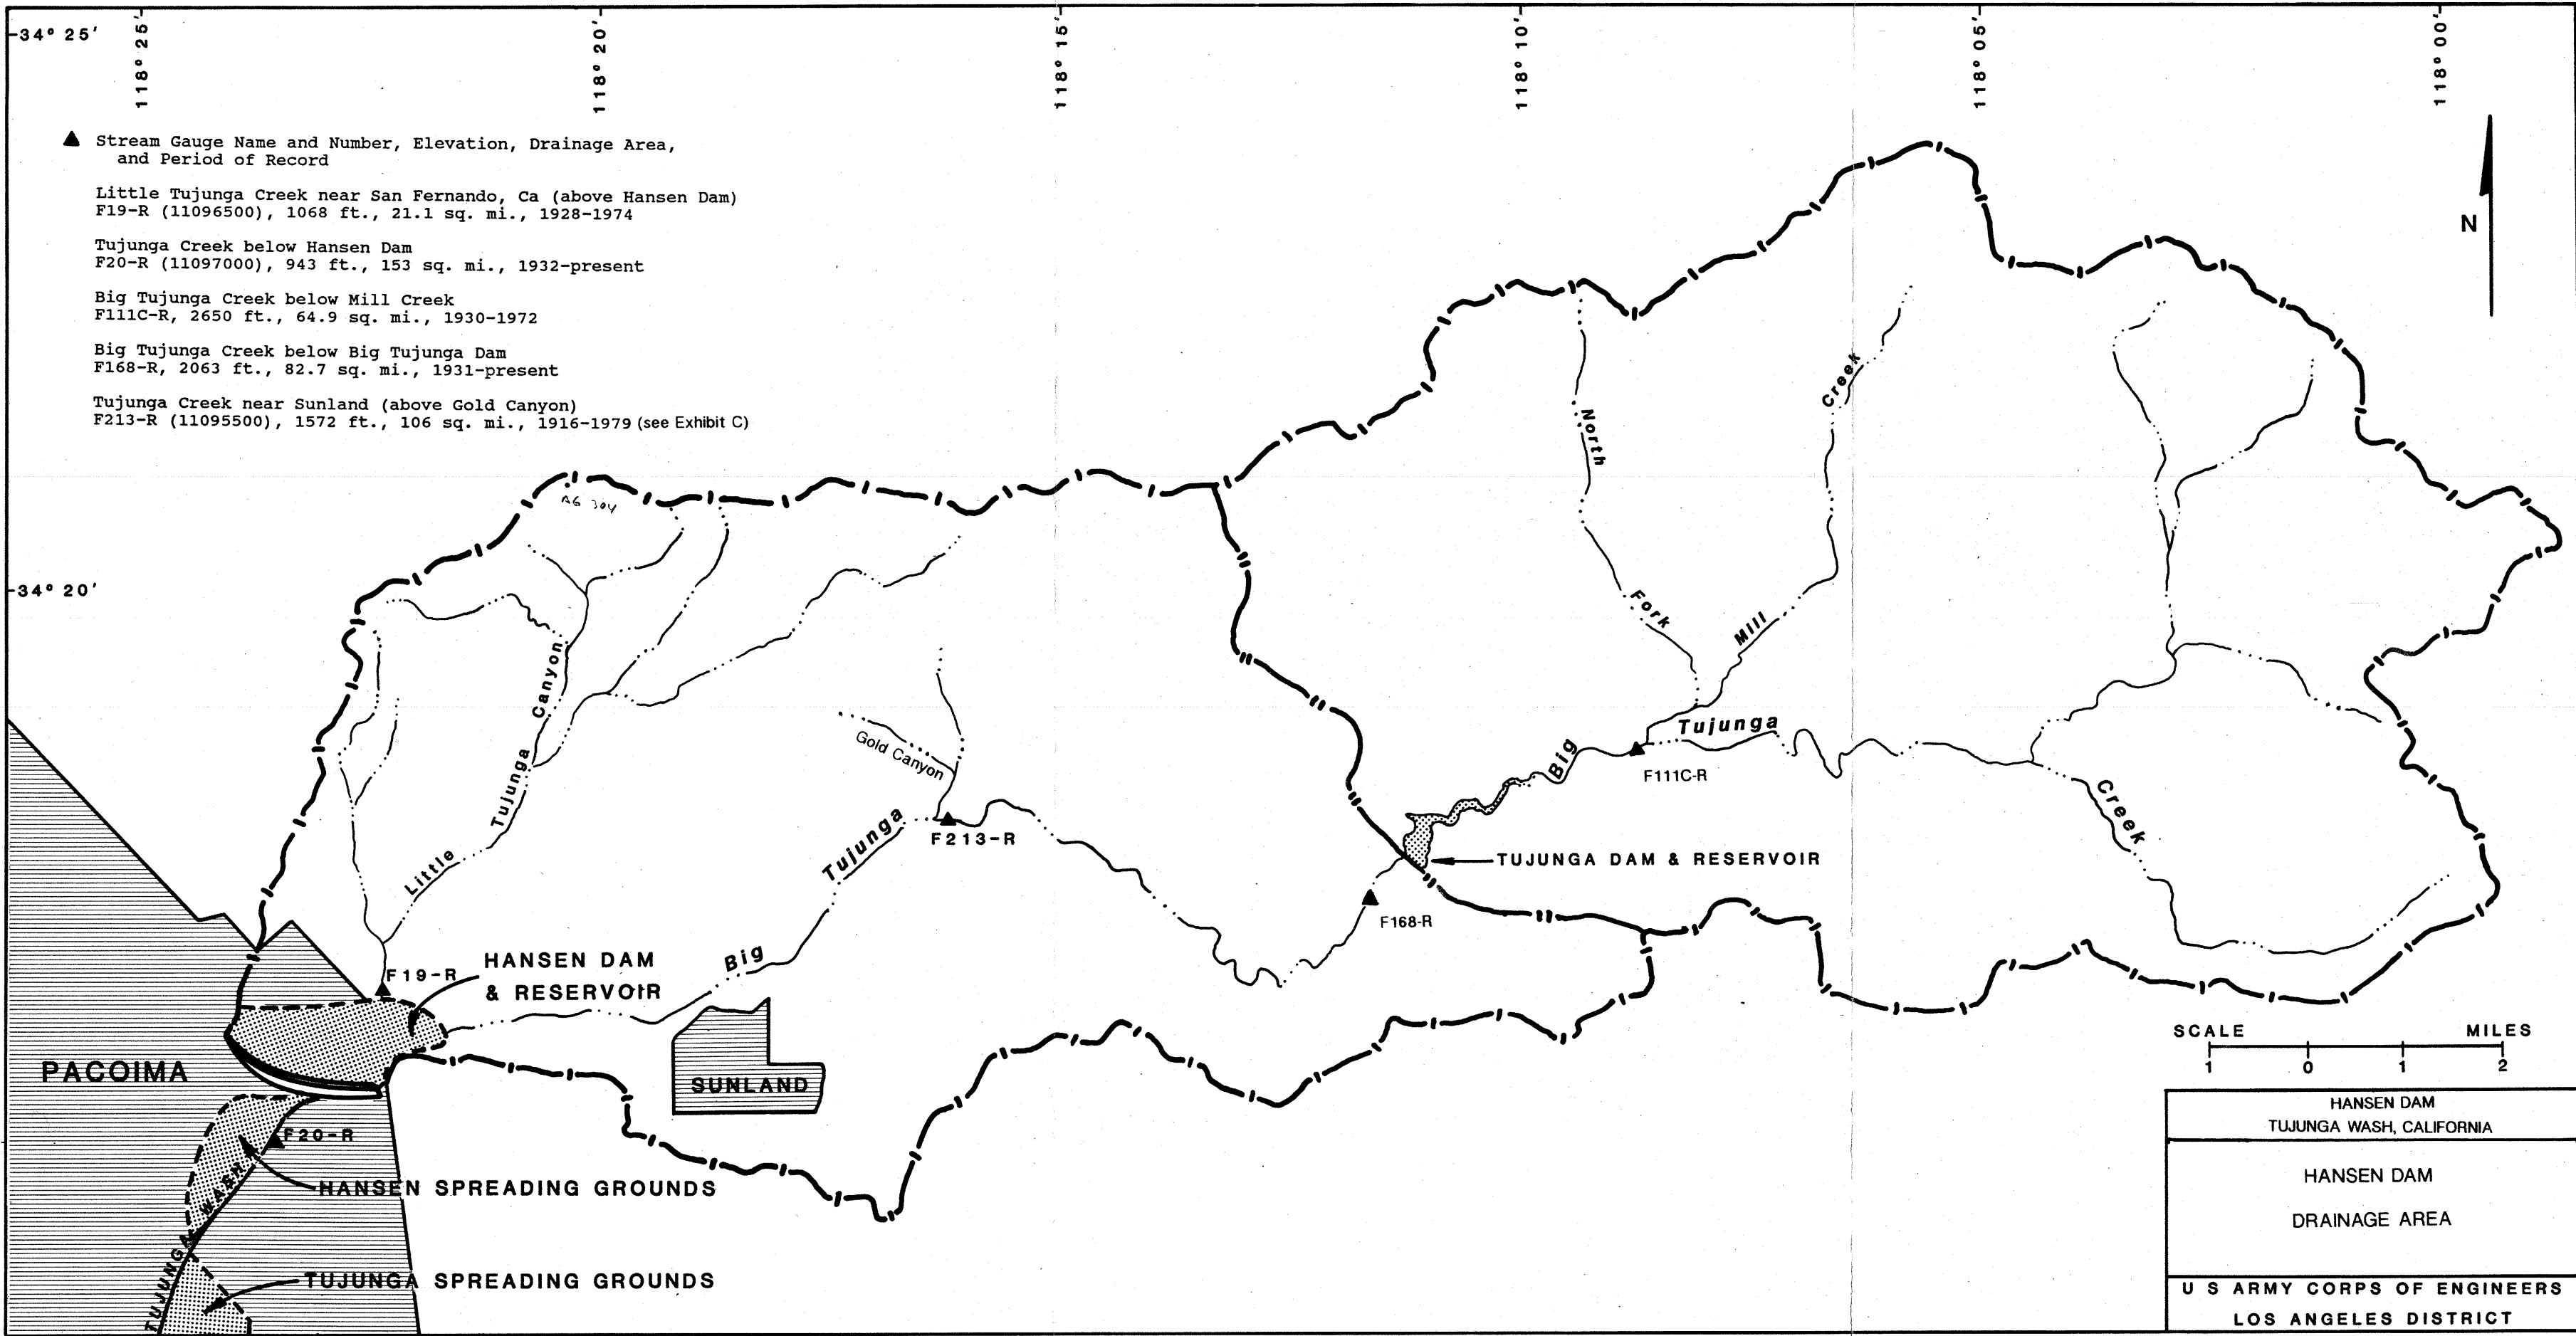 34° 25'
118° 25'
118° 20'
118° 15'
118° 10'
118° 05'
118° 00'
▲ Stream Gauge Name and Number, Elevation, Drainage Area,
and Period of Record
Little Tujunga Creek near San Fernando, Ca (above Hansen Dam)
F19-R (11096500), 1068 ft., 21.1 sq. mi., 1928-1974
Tujunga Creek below Hansen Dam
F20-R (11097000), 943 ft., 153 sq. mi., 1932-present
Big Tujunga Creek below Mill Creek
F111C-R, 2650 ft., 64.9 sq. mi., 1930-1972
Big Tujunga Creek below Big Tujunga Dam
F168-R, 2063 ft., 82.7 sq. mi., 1931-present
Tujunga Creek near Sunland (above Gold Canyon)
F213-R (11095500), 1572 ft., 106 sq. mi., 1916-1979 (see Exhibit C)
N
34° 20'
North
Fork
Mill
Creek
Little
Tujunga
Canyon
Gold Canyon
Big
Tujunga
Big
Tujunga
Creek
F111C-R
F213-R
TUJUNGA DAM & RESERVOIR
F168-R
F19-R
HANSEN DAM
& RESERVOIR
PACOIMA
SUNLAND
F20-R
HANSEN SPREADING GROUNDS
TUJUNGA WASH
TUJUNGA SPREADING GROUNDS
SCALE MILES
1 0 1 2
HANSEN DAM
TUJUNGA WASH, CALIFORNIA
HANSEN DAM
DRAINAGE AREA
U S ARMY CORPS OF ENGINEERS
LOS ANGELES DISTRICT